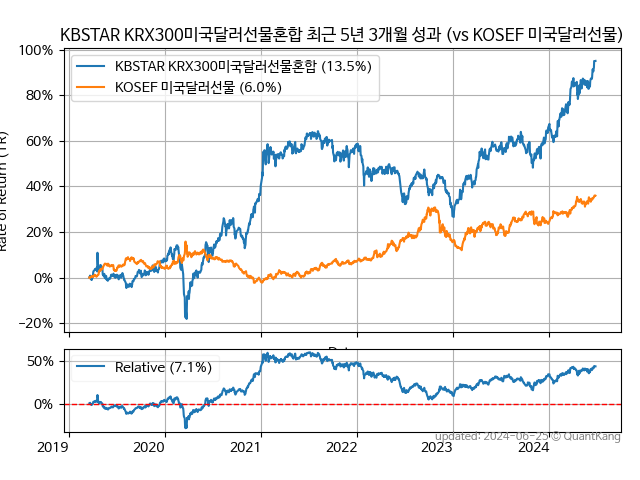 KBSTAR KRX300미국달러선물혼합 최근 5년 3개월 성과 (vs KOSEF 미국달러선물)
100%
80%
60%
40%
20%
0%
−20%
Rate of Return (TR)
KBSTAR KRX300미국달러선물혼합 (13.5%)
KOSEF 미국달러선물 (6.0%)
50%
0%
Relative (7.1%)
2019
2020
2021
2022
2023
2024
updated: 2024-06-25 © QuantKang